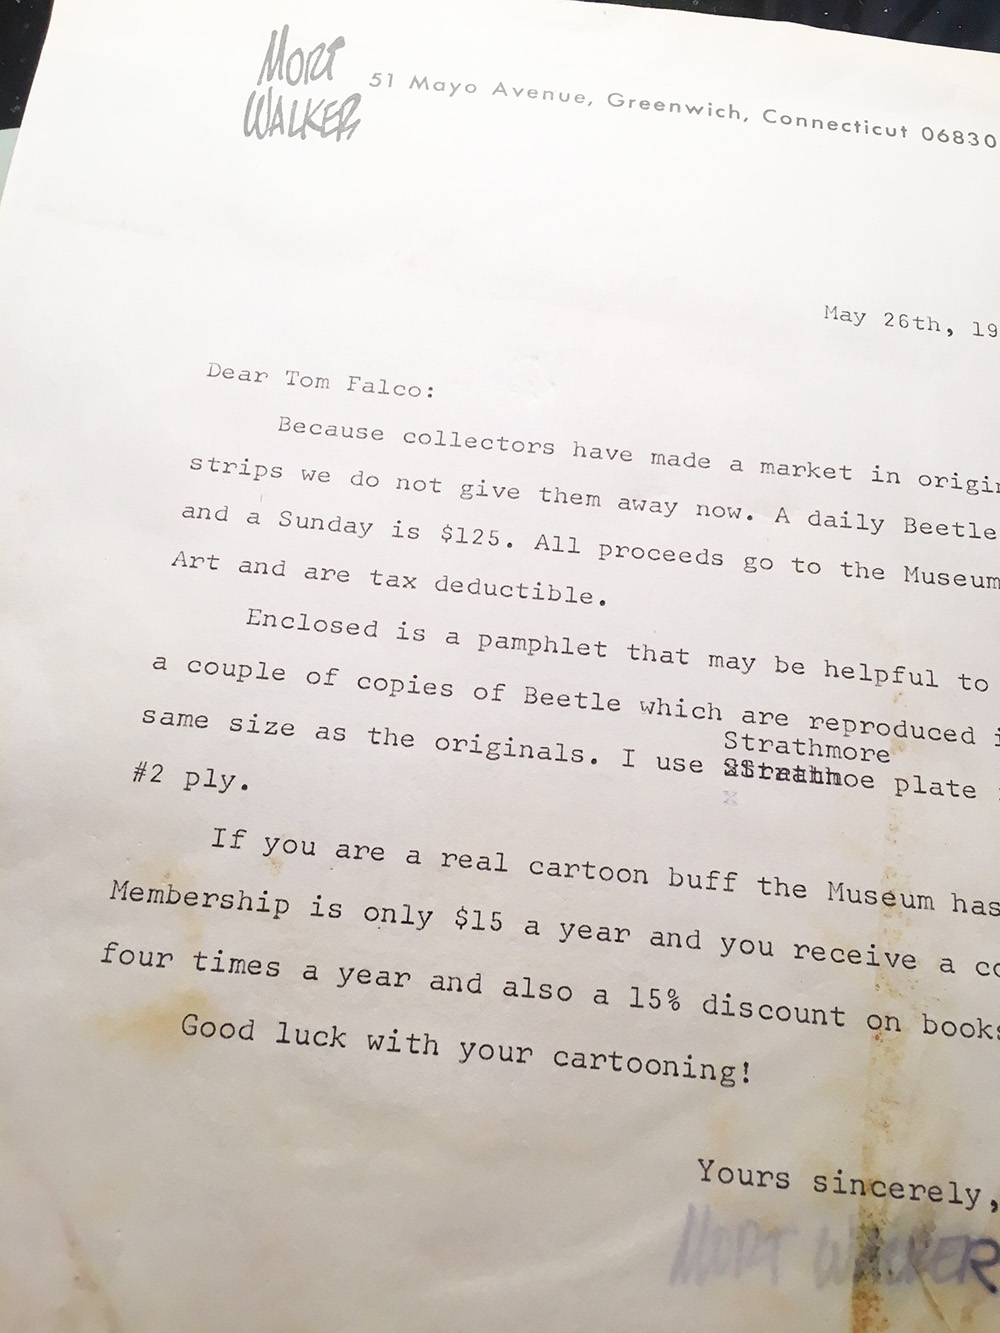 MORT
WALKER
51 Mayo Avenue, Greenwich, Connecticut 06830
May 26th, 19
Dear Tom Falco:
Because collectors have made a market in origin
strips we do not give them away now. A daily Beetle
and a Sunday is $125. All proceeds go to the Museum
Art and are tax deductible.
Enclosed is a pamphlet that may be helpful to
a couple of copies of Beetle which are reproduced i
same size as the originals. I use Strathmore plate
#2 ply.
If you are a real cartoon buff the Museum has
Membership is only $15 a year and you receive a co
four times a year and also a 15% discount on books
Good luck with your cartooning!
Yours sincerely,
MORT WALKER